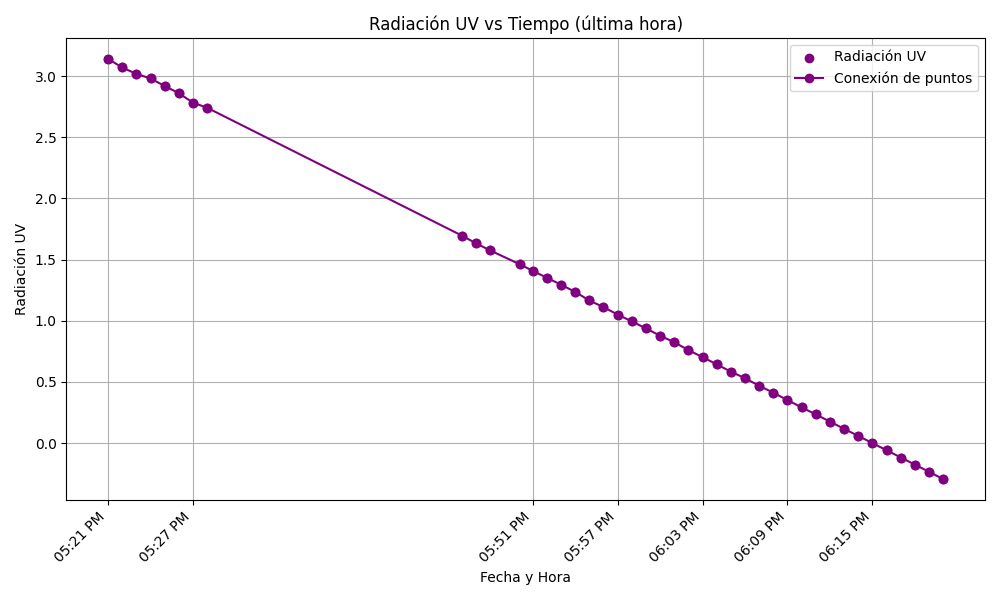 Radiación UV vs Tiempo (última hora)
Radiación UV
Conexión de puntos
3.0
2.5
2.0
1.5
1.0
0.5
0.0
Radiación UV
05:21 PM
05:27 PM
05:51 PM
05:57 PM
06:03 PM
06:09 PM
06:15 PM
Fecha y Hora